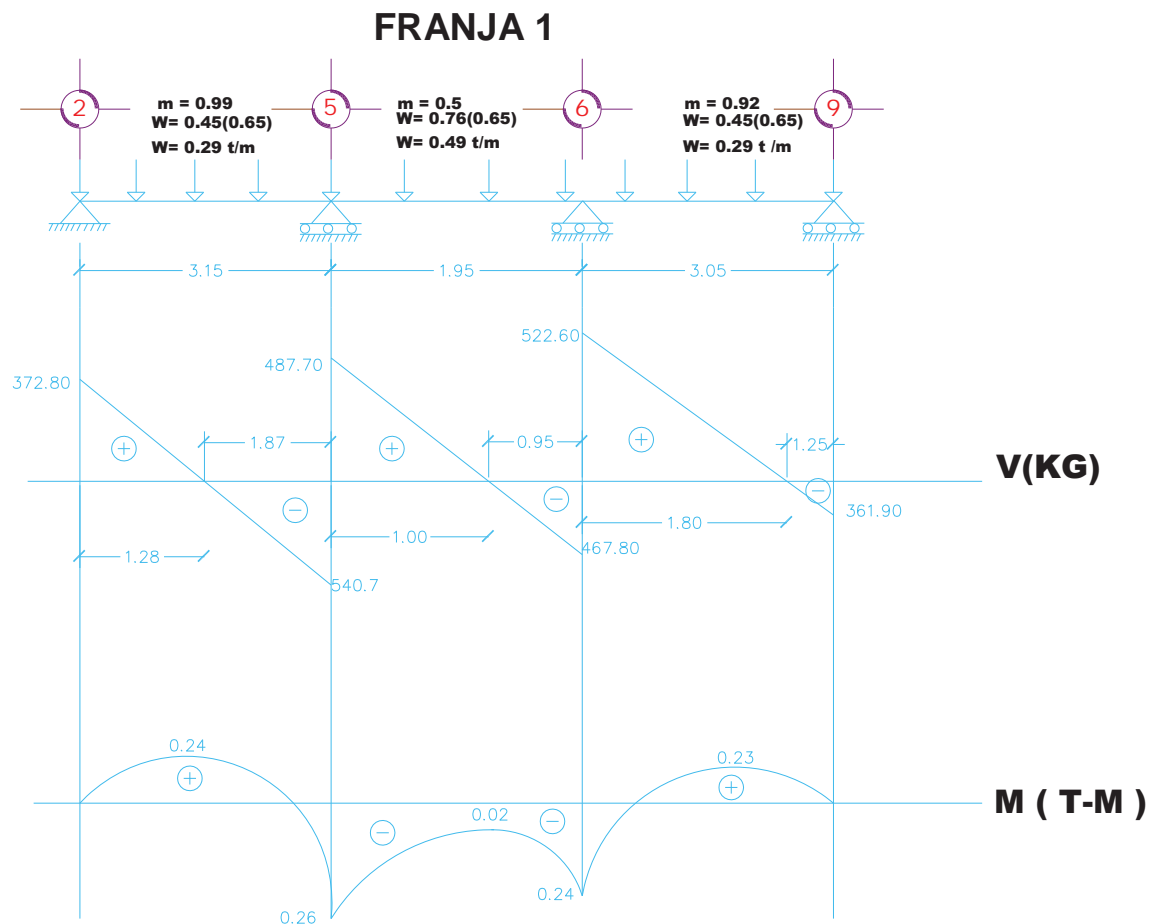 FRANJA 1
2
m = 0.99
W= 0.45(0.65)
W= 0.29 t/m
5
m = 0.5
W= 0.76(0.65)
W= 0.49 t/m
6
m = 0.92
W= 0.45(0.65)
W= 0.29 t /m
9
3.15
1.95
3.05
372.80
487.70
522.60
1.87
0.95
1.25
V(KG)
1.28
1.00
1.80
540.7
467.80
361.90
+
−
+
−
+
−
0.24
0.02
0.23
M ( T-M )
+
−
−
+
0.26
0.24